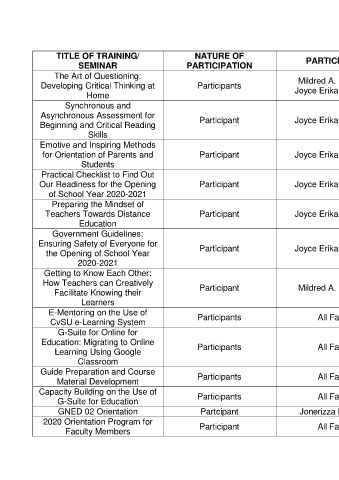 TITLE OF TRAINING/
SEMINAR
NATURE OF
PARTICIPATION
PARTICI
The Art of Questioning:
Developing Critical Thinking at
Home
Participants
Mildred A.
Joyce Erika
Synchronous and
Asynchronous Assessment for
Beginning and Critical Reading
Skills
Participant
Joyce Erika
Emotive and Inspiring Methods
for Orientation of Parents and
Students
Participant
Joyce Erika
Practical Checklist to Find Out
Our Readiness for the Opening
of School Year 2020-2021
Participant
Joyce Erika
Preparing the Mindset of
Teachers Towards Distance
Education
Participant
Joyce Erika
Government Guidelines:
Ensuring Safety of Everyone for
the Opening of School Year
2020-2021
Participant
Joyce Erika
Getting to Know Each Other:
How Teachers can Creatively
Facilitate Knowing their
Learners
Participant
Mildred A.
E-Mentoring on the Use of
CvSU e-Learning System
Participants
All Fa
G-Suite for Online for
Education: Migrating to Online
Learning Using Google
Classroom
Participants
All Fa
Guide Preparation and Course
Material Development
Participants
All Fa
Capacity Building on the Use of
G-Suite for Education
Participants
All Fa
GNED 02 Orientation
Partcipant
Jonerizza
2020 Orientation Program for
Faculty Members
Participant
All Fa